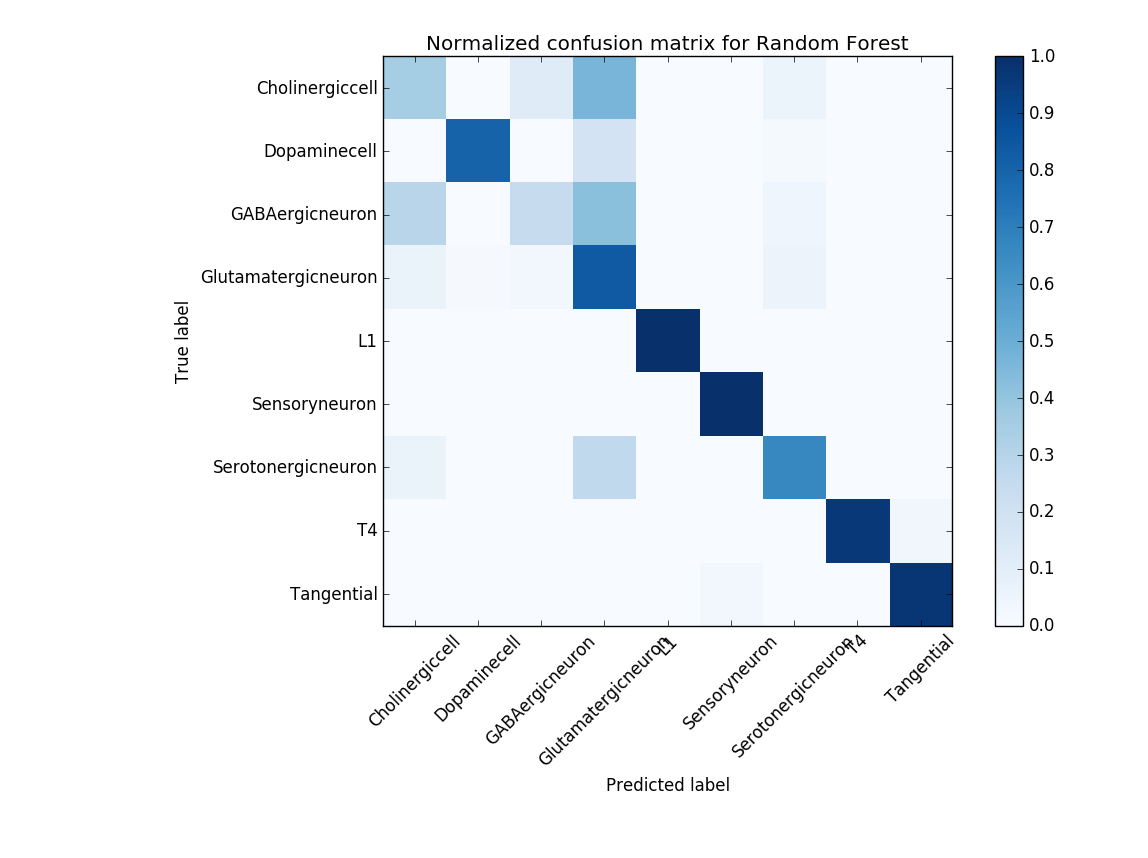 Normalized confusion matrix for Random Forest
True label
Cholinergiccell
Dopaminecell
GABAergicneuron
Glutamatergicneuron
L1
Sensoryneuron
Serotonergicneuron
T4
Tangential
Cholinergiccell
Dopaminecell
GABAergicneuron
Glutamatergicneuron
L1
Sensoryneuron
Serotonergicneuron
T4
Tangential
Predicted label
1.0
0.9
0.8
0.7
0.6
0.5
0.4
0.3
0.2
0.1
0.0